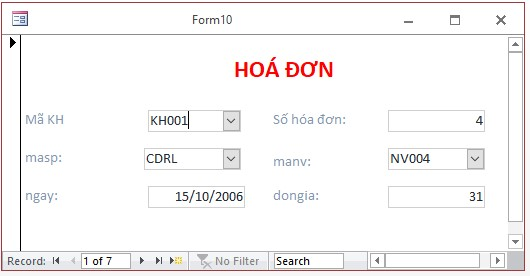 Form10
HOÁ ĐƠN
Mã KH KH001 Số hóa đơn: 4
masp: CDRL manv: NV004
ngay: 15/10/2006 dongia: 31
Record: 1 of 7 No Filter Search